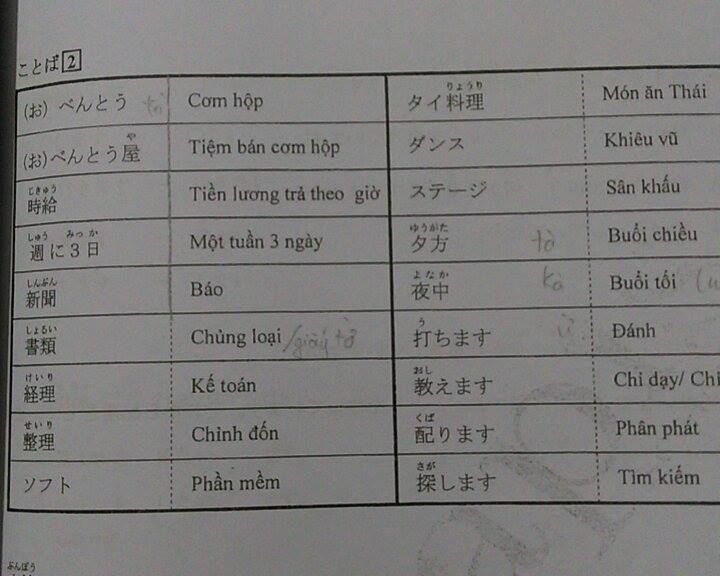 ことば2
(お) べんとう Cơm hộp
や
(お)べんとう屋 Tiệm bán cơm hộp
じきゅう
時給 Tiền lương trả theo giờ
しゅう みっか
週に3日 Một tuần 3 ngày
しんぶん
新聞 Báo
しょるい
書類 Chủng loại /giấy tờ
けいり
経理 Kế toán
せいり
整理 Chỉnh đốn
ソフト Phần mềm
りょうり
タイ料理 Món ăn Thái
ダンス Khiêu vũ
ステージ Sân khấu
ゆうがた
夕方 Buổi chiều
よなか
夜中 Buổi tối
う
打ちます Đánh
おし
教えます Chỉ dạy/ Chỉ
くば
配ります Phân phát
さが
探します Tìm kiếm
ぶんぽう